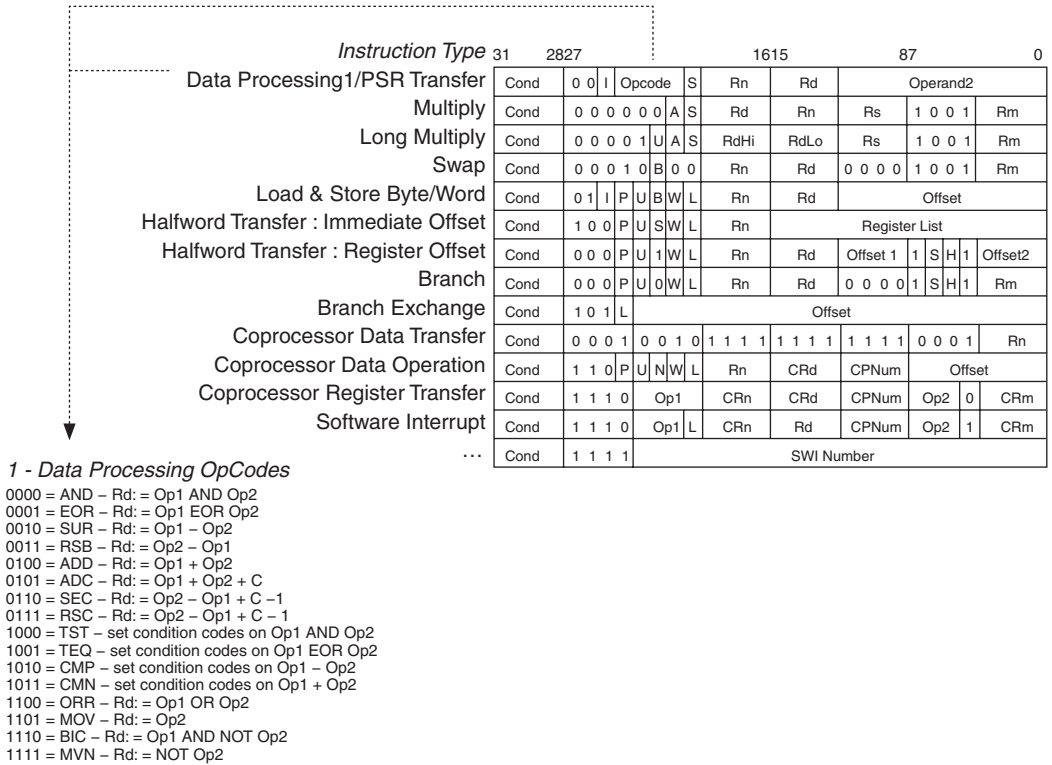 Instruction Type 31 2827 1615 87 0
Data Processing1/PSR Transfer Cond 0 0 I Opcode S Rn Rd Operand2
Multiply Cond 0 0 0 0 0 0 A S Rd Rn Rs 1 0 0 1 Rm
Long Multiply Cond 0 0 0 0 1 U A S RdHi RdLo Rs 1 0 0 1 Rm
Swap Cond 0 0 0 1 0 B 0 0 Rn Rd 0 0 0 0 1 0 0 1 Rm
Load & Store Byte/Word Cond 0 1 I P U B W L Rn Rd Offset
Halfword Transfer : Immediate Offset Cond 1 0 0 P U S W L Rn Register List
Halfword Transfer : Register Offset Cond 0 0 0 P U 1 W L Rn Rd Offset 1 1 S H 1 Offset2
Branch Cond 0 0 0 P U 0 W L Rn Rd 0 0 0 0 1 S H 1 Rm
Branch Exchange Cond 1 0 1 L Offset
Coprocessor Data Transfer Cond 0 0 0 1 0 0 1 0 1 1 1 1 1 1 1 1 1 1 1 1 0 0 0 1 Rn
Coprocessor Data Operation Cond 1 1 0 P U N W L Rn CRd CPNum Offset
Coprocessor Register Transfer Cond 1 1 1 0 Op1 CRn CRd CPNum Op2 0 CRm
Software Interrupt Cond 1 1 1 0 Op1 L CRn Rd CPNum Op2 1 CRm
... Cond 1 1 1 1 SWI Number
1 - Data Processing OpCodes
0000 = AND – Rd: = Op1 AND Op2
0001 = EOR – Rd: = Op1 EOR Op2
0010 = SUR – Rd: = Op1 – Op2
0011 = RSB – Rd: = Op2 – Op1
0100 = ADD – Rd: = Op1 + Op2
0101 = ADC – Rd: = Op1 + Op2 + C
0110 = SEC – Rd: = Op2 – Op1 + C –1
0111 = RSC – Rd: = Op2 – Op1 + C – 1
1000 = TST – set condition codes on Op1 AND Op2
1001 = TEQ – set condition codes on Op1 EOR Op2
1010 = CMP – set condition codes on Op1 – Op2
1011 = CMN – set condition codes on Op1 + Op2
1100 = ORR – Rd: = Op1 OR Op2
1101 = MOV – Rd: = Op2
1110 = BIC – Rd: = Op1 AND NOT Op2
1111 = MVN – Rd: = NOT Op2